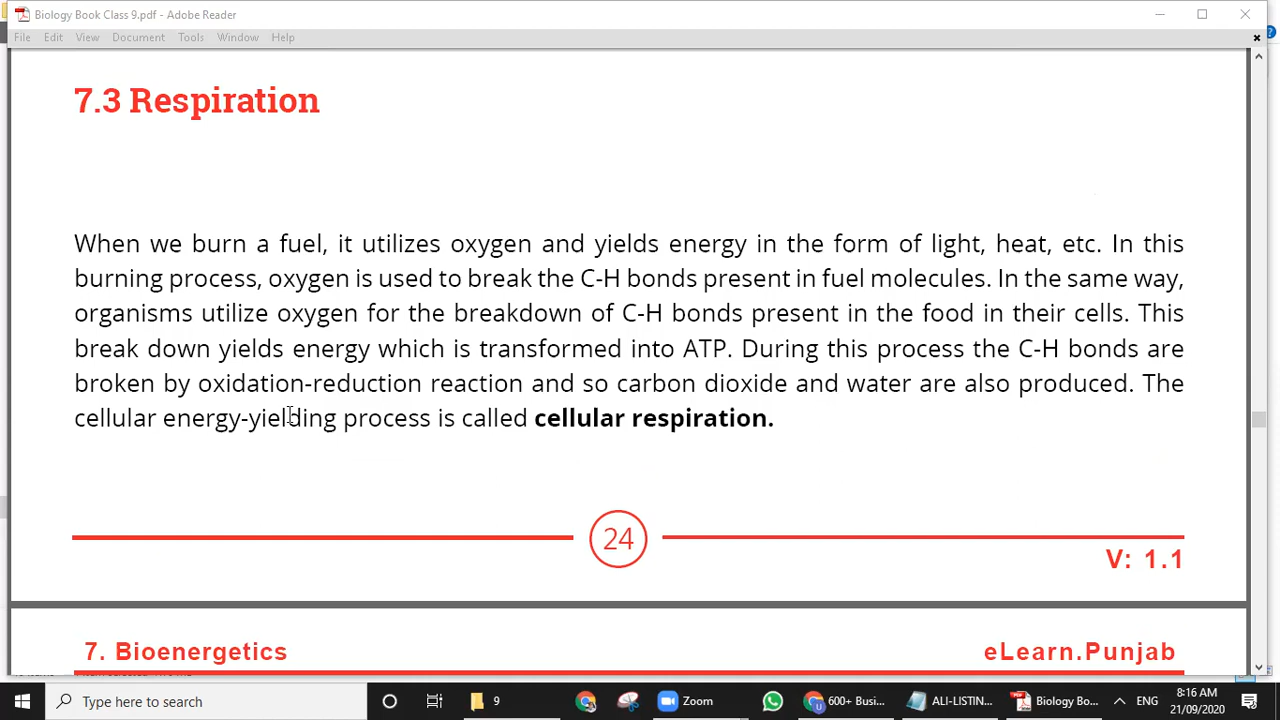 Biology Book Class 9.pdf - Adobe Reader
File Edit View Document Tools Window Help
7.3 Respiration
When we burn a fuel, it utilizes oxygen and yields energy in the form of light, heat, etc. In this
burning process, oxygen is used to break the C-H bonds present in fuel molecules. In the same way,
organisms utilize oxygen for the breakdown of C-H bonds present in the food in their cells. This
break down yields energy which is transformed into ATP. During this process the C-H bonds are
broken by oxidation-reduction reaction and so carbon dioxide and water are also produced. The
cellular energy-yielding process is called cellular respiration.
24
V: 1.1
7. Bioenergetics eLearn.Punjab
Type here to search 9 Zoom 600+ Busi... ALI-LISTIN... Biology Bo... ENG 8:16 AM
21/09/2020